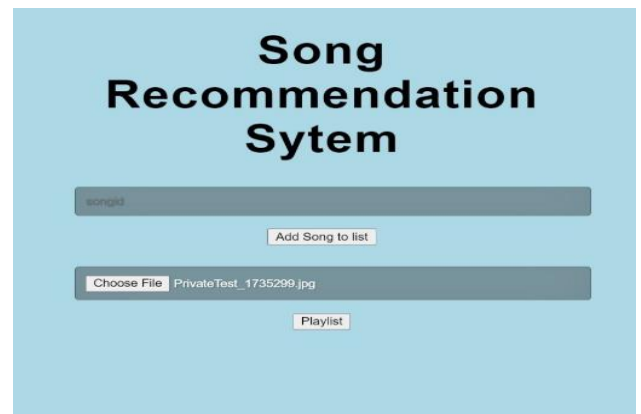 Song
Recommendation
Sytem
songid
Add Song to list
Choose File PrivateTest_1735299.jpg
Playlist